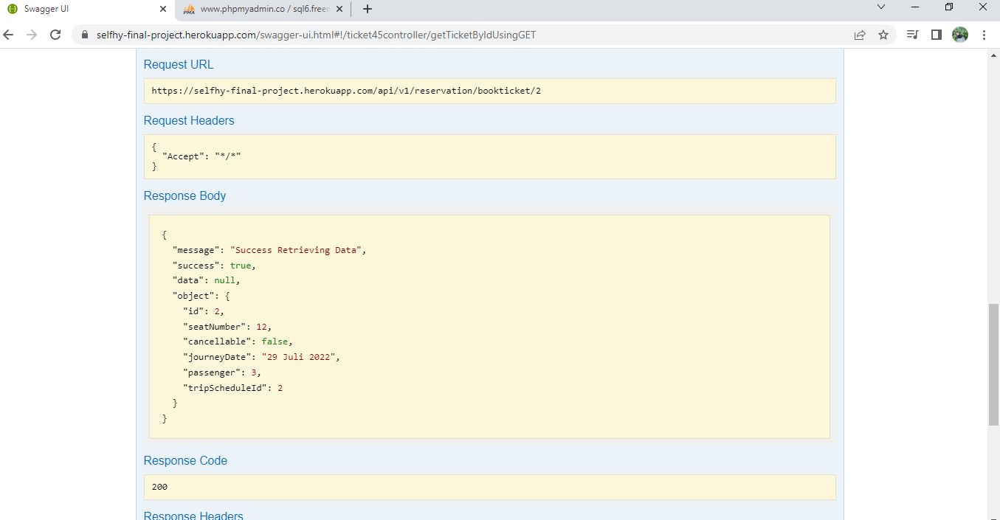 Swagger UI
www.phpmyadmin.co / sql6.freer
selfhy-final-project.herokuapp.com/swagger-ui.html#!/ticket45controller/getTicketByIdUsingGET
Request URL
https://selfhy-final-project.herokuapp.com/api/v1/reservation/bookticket/2
Request Headers
{
"Accept": "*/*"
}
Response Body
{
"message": "Success Retrieving Data",
"success": true,
"data": null,
"object": {
"id": 2,
"seatNumber": 12,
"cancellable": false,
"journeyDate": "29 Juli 2022",
"passenger": 3,
"tripScheduleId": 2
}
}
Response Code
200
Response Headers